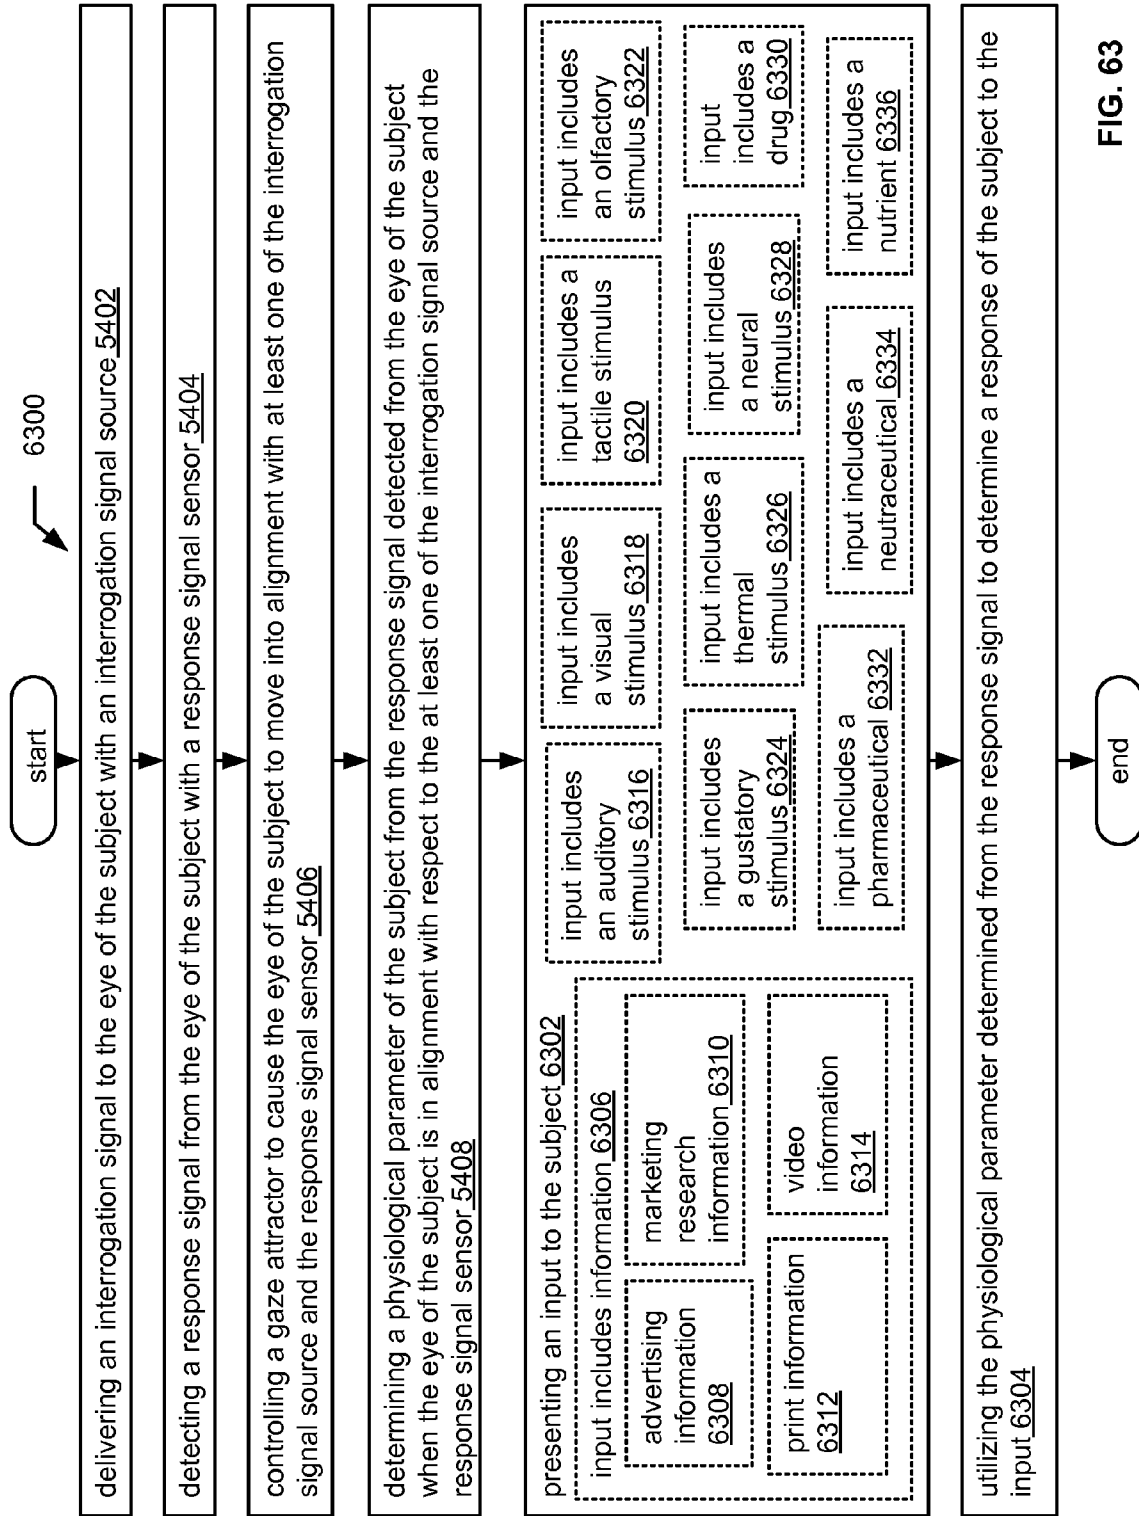 6300
start
delivering an interrogation signal to the eye of the subject with an interrogation signal source 5402
detecting a response signal from the eye of the subject with a response signal sensor 5404
controlling a gaze attractor to cause the eye of the subject to move into alignment with at least one of the interrogation
signal source and the response signal sensor 5406
determining a physiological parameter of the subject from the response signal detected from the eye of the subject
when the eye of the subject is in alignment with respect to the at least one of the interrogation signal source and the
response signal sensor 5408
presenting an input to the subject 6302
input includes information 6306
advertising
information
6308
marketing
research
information 6310
print information
6312
video
information
6314
input includes
an auditory
stimulus 6316
input includes
a visual
stimulus 6318
input includes a
tactile stimulus
6320
input includes
an olfactory
stimulus 6322
input includes
a gustatory
stimulus 6324
input includes a
thermal
stimulus 6326
input includes
a neural
stimulus 6328
input
includes a
drug 6330
input includes a
pharmaceutical 6332
input includes a
neutraceutical 6334
input includes a
nutrient 6336
utilizing the physiological parameter determined from the response signal to determine a response of the subject to the
input 6304
end
FIG. 63